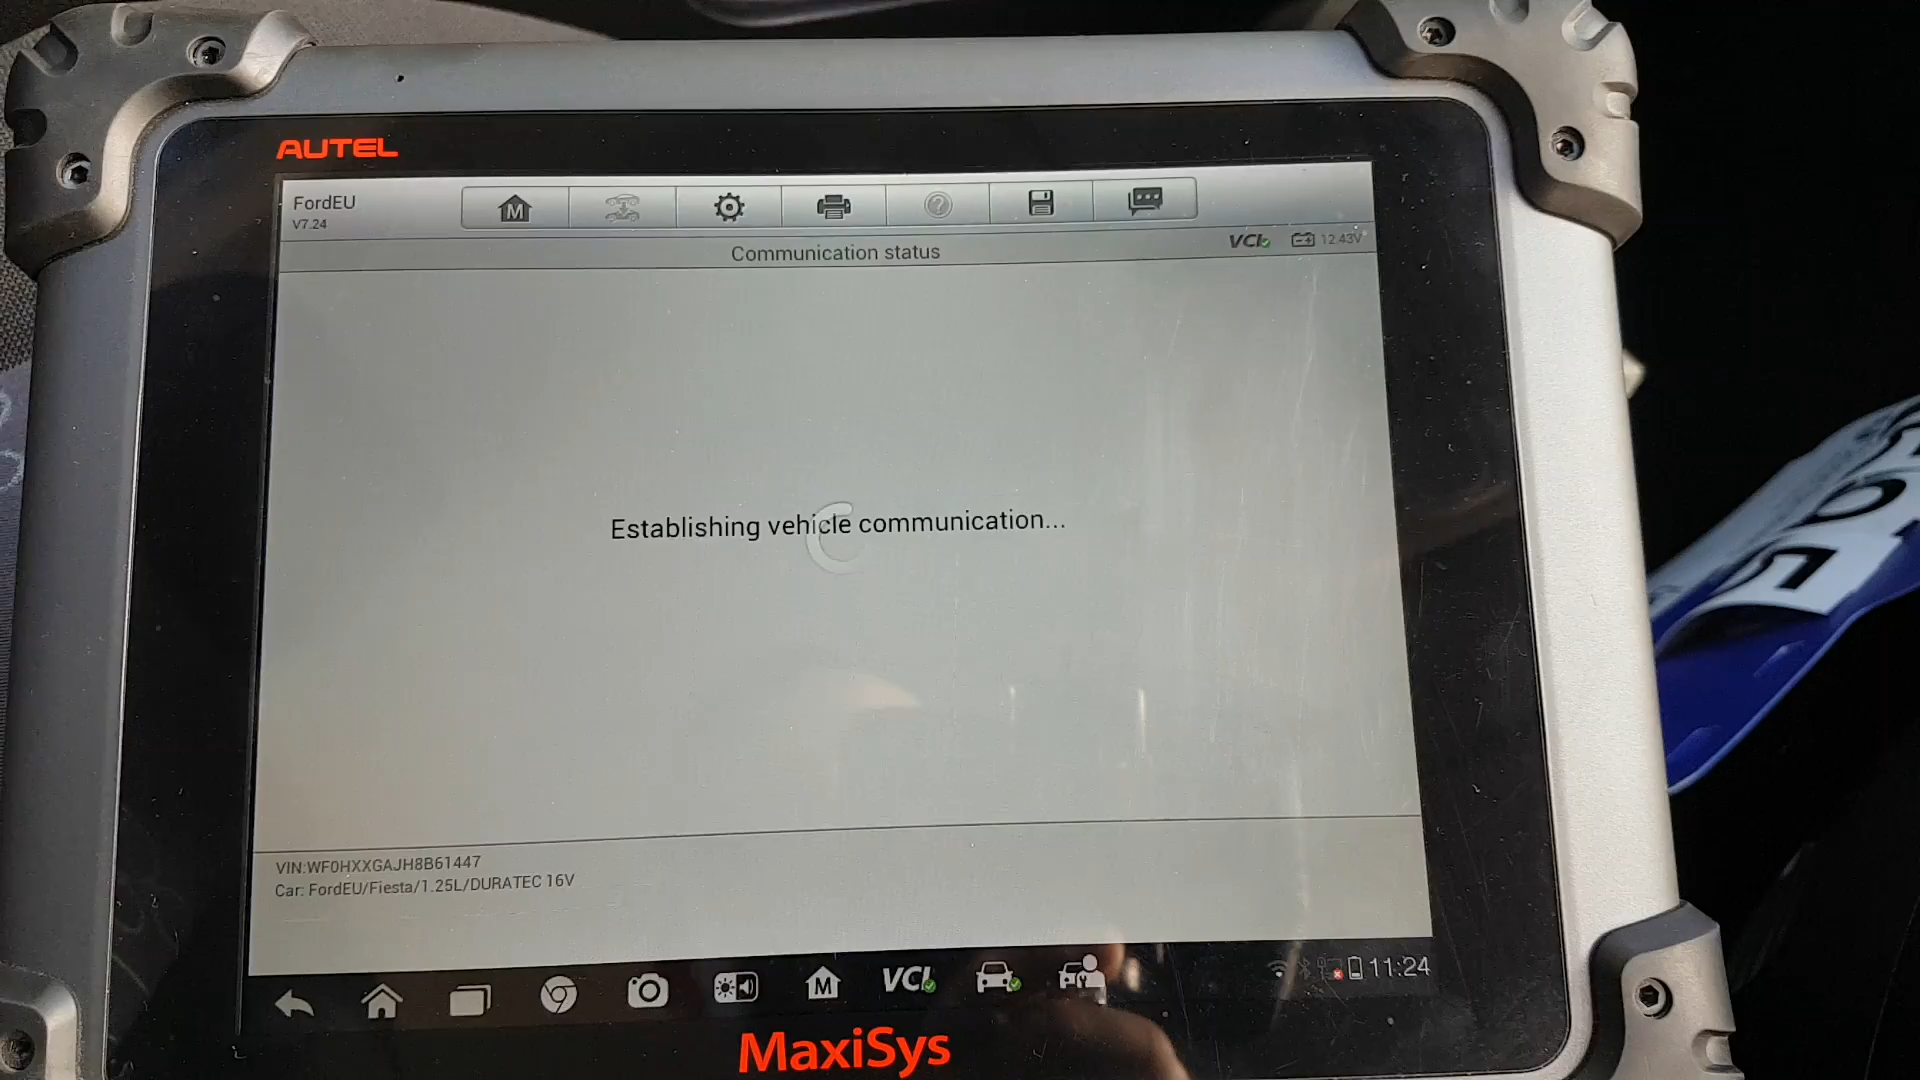 AUTEL
FordEU
V7.24
M
?
Communication status
VCI
12.43V
Establishing vehicle communication...
VIN:WF0HXXGAJH8B61447
Car: FordEU/Fiesta/1.25L/DURATEC 16V
M
VCI
11:24
MaxiSys